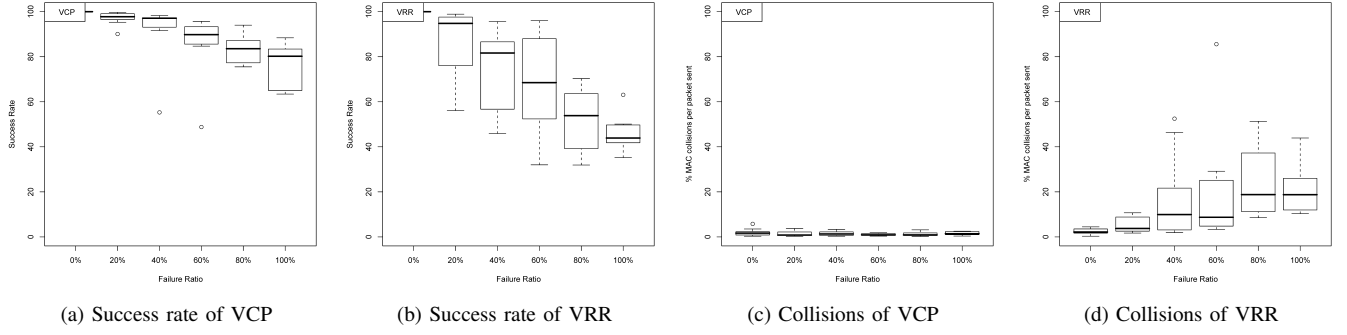 VCP
Success Rate
0 20 40 60 80 100
0% 20% 40% 60% 80% 100%
Failure Ratio
(a) Success rate of VCP
VRR
Success Rate
0 20 40 60 80 100
0% 20% 40% 60% 80% 100%
Failure Ratio
(b) Success rate of VRR
VCP
% MAC collisions per packet sent
0 20 40 60 80 100
0% 20% 40% 60% 80% 100%
Failure Ratio
(c) Collisions of VCP
VRR
% MAC collisions per packet sent
0 20 40 60 80 100
0% 20% 40% 60% 80% 100%
Failure Ratio
(d) Collisions of VRR